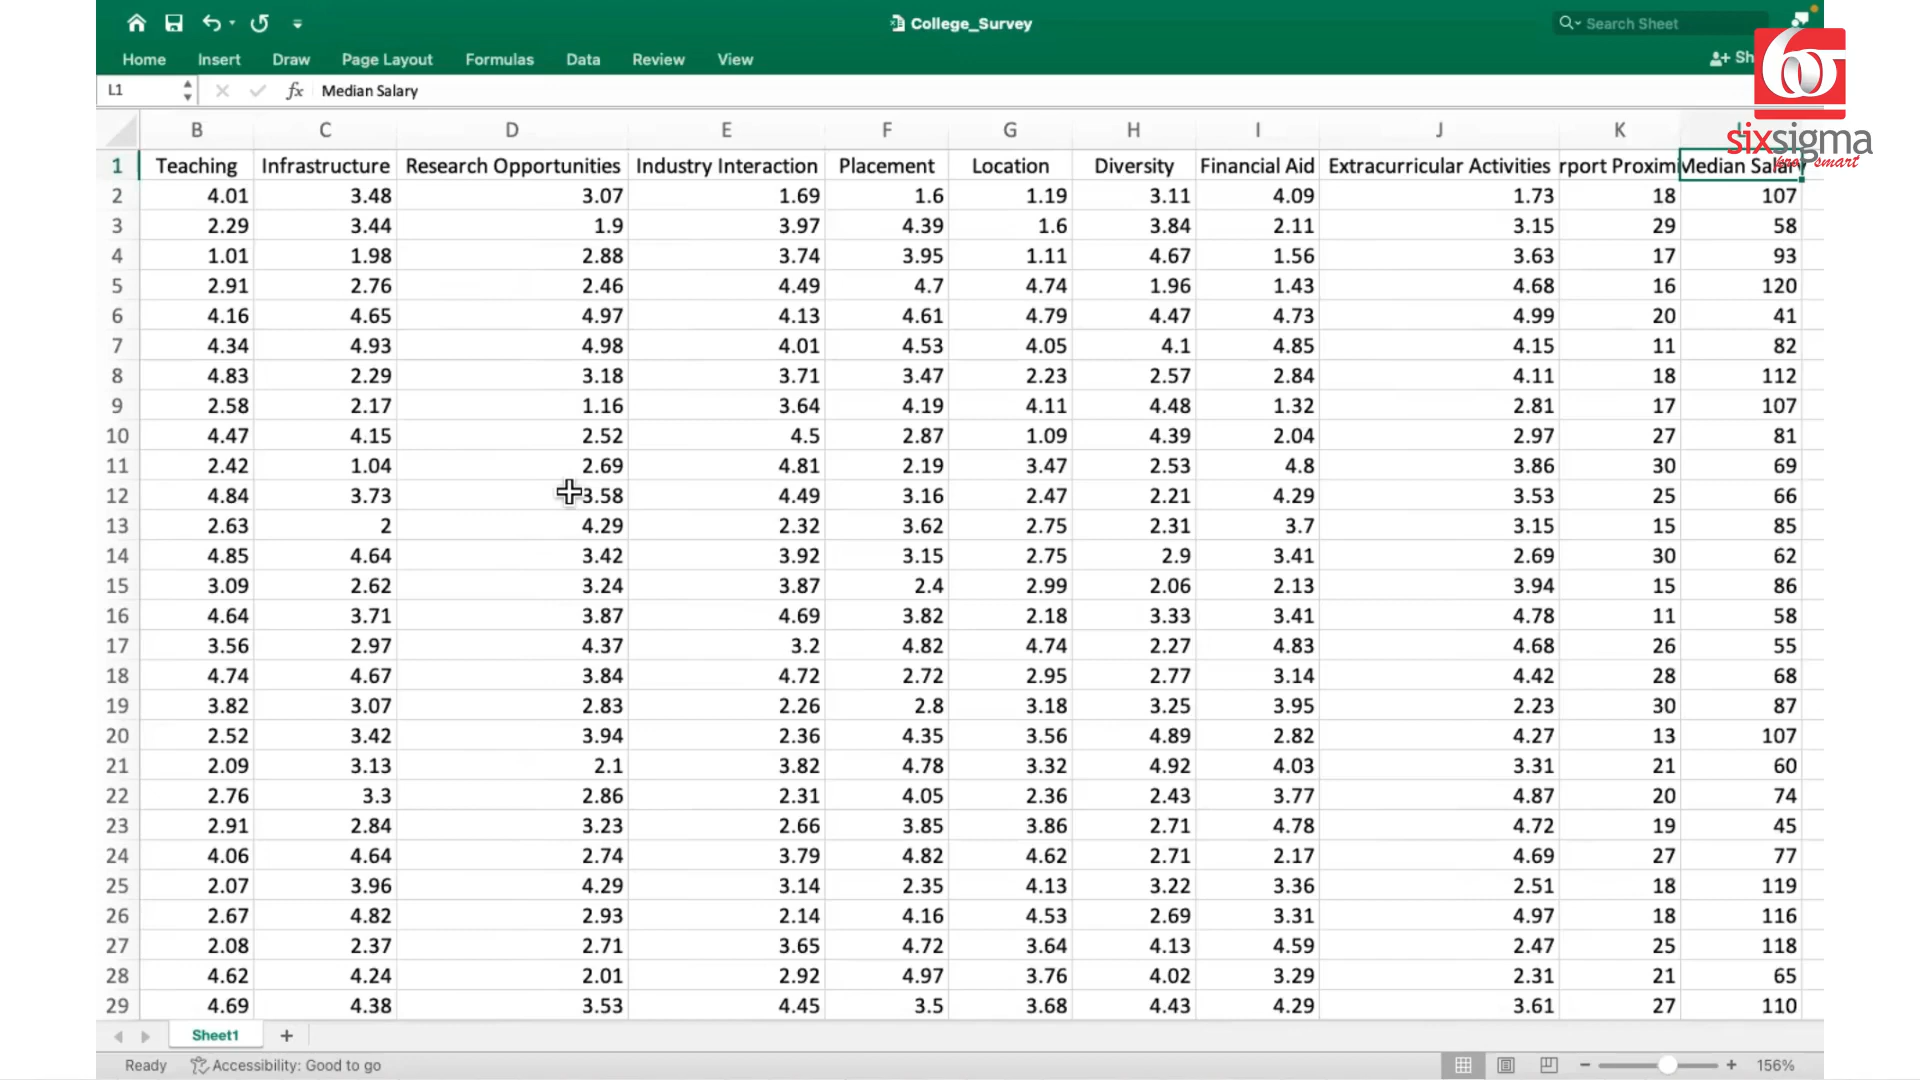 College_Survey
Search Sheet
Home Insert Draw Page Layout Formulas Data Review View Sh
L1 fx Median Salary
sixsigma
pro smart
B C D E F G H I J K L
1 Teaching Infrastructure Research Opportunities Industry Interaction Placement Location Diversity Financial Aid Extracurricular Activities rport Proximi Median Salary
2 4.01 3.48 3.07 1.69 1.6 1.19 3.11 4.09 1.73 18 107
3 2.29 3.44 1.9 3.97 4.39 1.6 3.84 2.11 3.15 29 58
4 1.01 1.98 2.88 3.74 3.95 1.11 4.67 1.56 3.63 17 93
5 2.91 2.76 2.46 4.49 4.7 4.74 1.96 1.43 4.68 16 120
6 4.16 4.65 4.97 4.13 4.61 4.79 4.47 4.73 4.99 20 41
7 4.34 4.93 4.98 4.01 4.53 4.05 4.1 4.85 4.15 11 82
8 4.83 2.29 3.18 3.71 3.47 2.23 2.57 2.84 4.11 18 112
9 2.58 2.17 1.16 3.64 4.19 4.11 4.48 1.32 2.81 17 107
10 4.47 4.15 2.52 4.5 2.87 1.09 4.39 2.04 2.97 27 81
11 2.42 1.04 2.69 4.81 2.19 3.47 2.53 4.8 3.86 30 69
12 4.84 3.73 3.58 4.49 3.16 2.47 2.21 4.29 3.53 25 66
13 2.63 2 4.29 2.32 3.62 2.75 2.31 3.7 3.15 15 85
14 4.85 4.64 3.42 3.92 3.15 2.75 2.9 3.41 2.69 30 62
15 3.09 2.62 3.24 3.87 2.4 2.99 2.06 2.13 3.94 15 86
16 4.64 3.71 3.87 4.69 3.82 2.18 3.33 3.41 4.78 11 58
17 3.56 2.97 4.37 3.2 4.82 4.74 2.27 4.83 4.68 26 55
18 4.74 4.67 3.84 4.72 2.72 2.95 2.77 3.14 4.42 28 68
19 3.82 3.07 2.83 2.26 2.8 3.18 3.25 3.95 2.23 30 87
20 2.52 3.42 3.94 2.36 4.35 3.56 4.89 2.82 4.27 13 107
21 2.09 3.13 2.1 3.82 4.78 3.32 4.92 4.03 3.31 21 60
22 2.76 3.3 2.86 2.31 4.05 2.36 2.43 3.77 4.87 20 74
23 2.91 2.84 3.23 2.66 3.85 3.86 2.71 4.78 4.72 19 45
24 4.06 4.64 2.74 3.79 4.82 4.62 2.71 2.17 4.69 27 77
25 2.07 3.96 4.29 3.14 2.35 4.13 3.22 3.36 2.51 18 119
26 2.67 4.82 2.93 2.14 4.16 4.53 2.69 3.31 4.97 18 116
27 2.08 2.37 2.71 3.65 4.72 3.64 4.13 4.59 2.47 25 118
28 4.62 4.24 2.01 2.92 4.97 3.76 4.02 3.29 2.31 21 65
29 4.69 4.38 3.53 4.45 3.5 3.68 4.43 4.29 3.61 27 110
Sheet1
Ready Accessibility: Good to go 156%